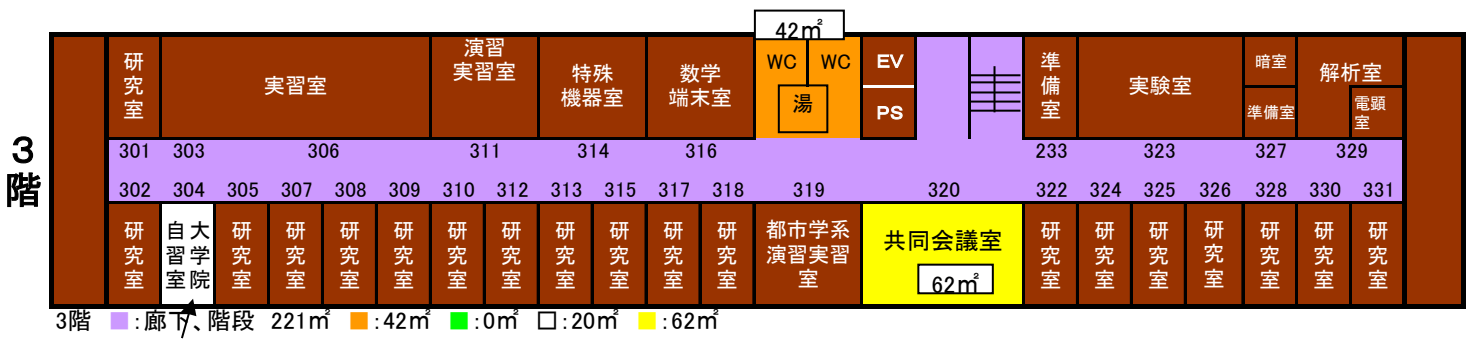 42㎡
3階
研究室
実習室
演習
実習室
特殊
機器室
数学
端末室
WC
WC
湯
EV
PS
準備室
実験室
暗室
準備室
解析室
電顕
室
301 303 306 311 314 316 233 323 327 329
302 304 305 307 308 309 310 312 313 315 317 318 319 320 322 324 325 326 328 330 331
研究室
大学院
自習室
研究室
研究室
研究室
研究室
研究室
研究室
研究室
研究室
研究室
研究室
都市学系
演習実習
室
共同会議室
62㎡
研究室
研究室
研究室
研究室
研究室
研究室
研究室
3階 ■:廊下、階段 221㎡ ■:42㎡ ■:0㎡ □:20㎡ ■:62㎡